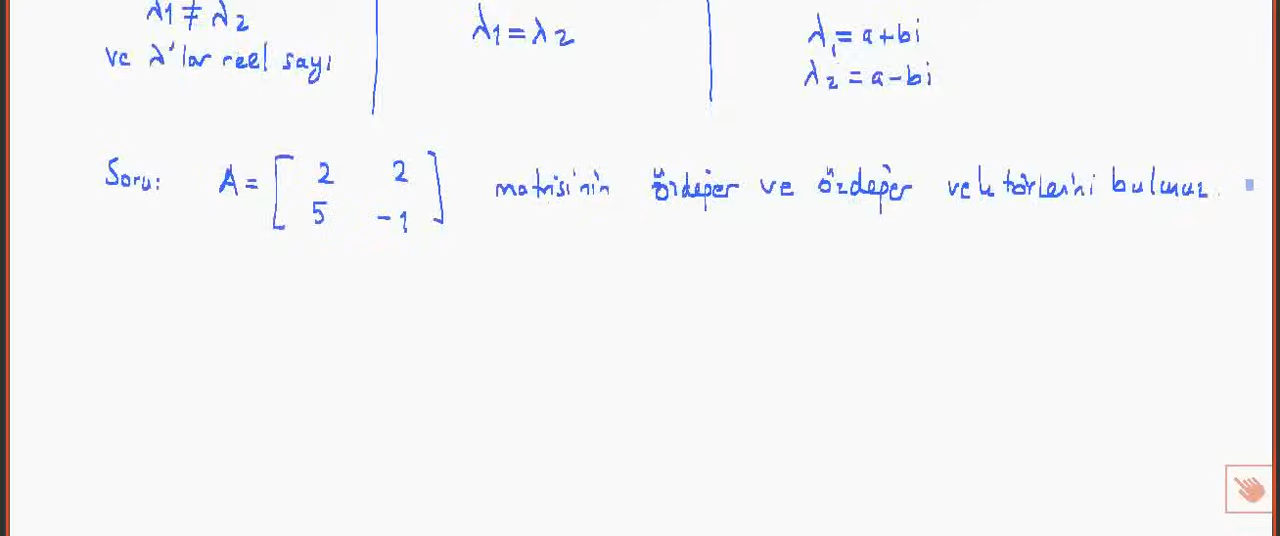 λ1 ≠ λ2
ve λ'lar reel sayı
λ1 = λ2
λ1 = a+bi
λ2 = a-bi
Soru: A = [ 2 2 matrisinin özdeğer ve özdeğer vektörlerini bulunuz.
5 -1 ]